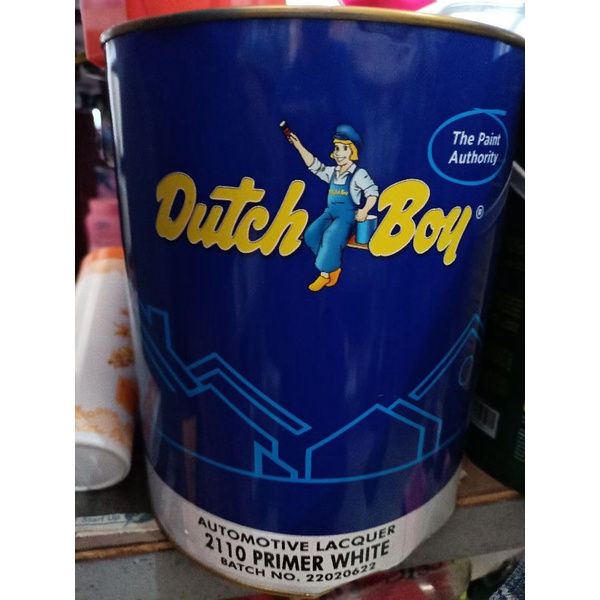 The Paint
Authority
Dutch Boy®
AUTOMOTIVE LACQUER
2110 PRIMER WHITE
BATCH NO. 22020622